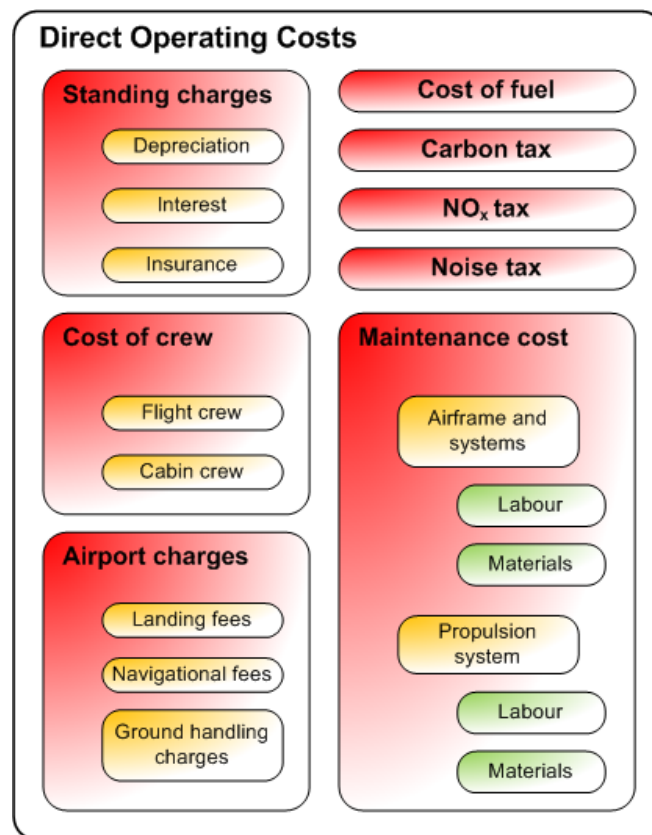 Direct Operating Costs
Standing charges
Depreciation
Interest
Insurance
Cost of fuel
Carbon tax
NOₓ tax
Noise tax
Cost of crew
Flight crew
Cabin crew
Maintenance cost
Airframe and
systems
Labour
Materials
Propulsion
system
Labour
Materials
Airport charges
Landing fees
Navigational fees
Ground handling
charges